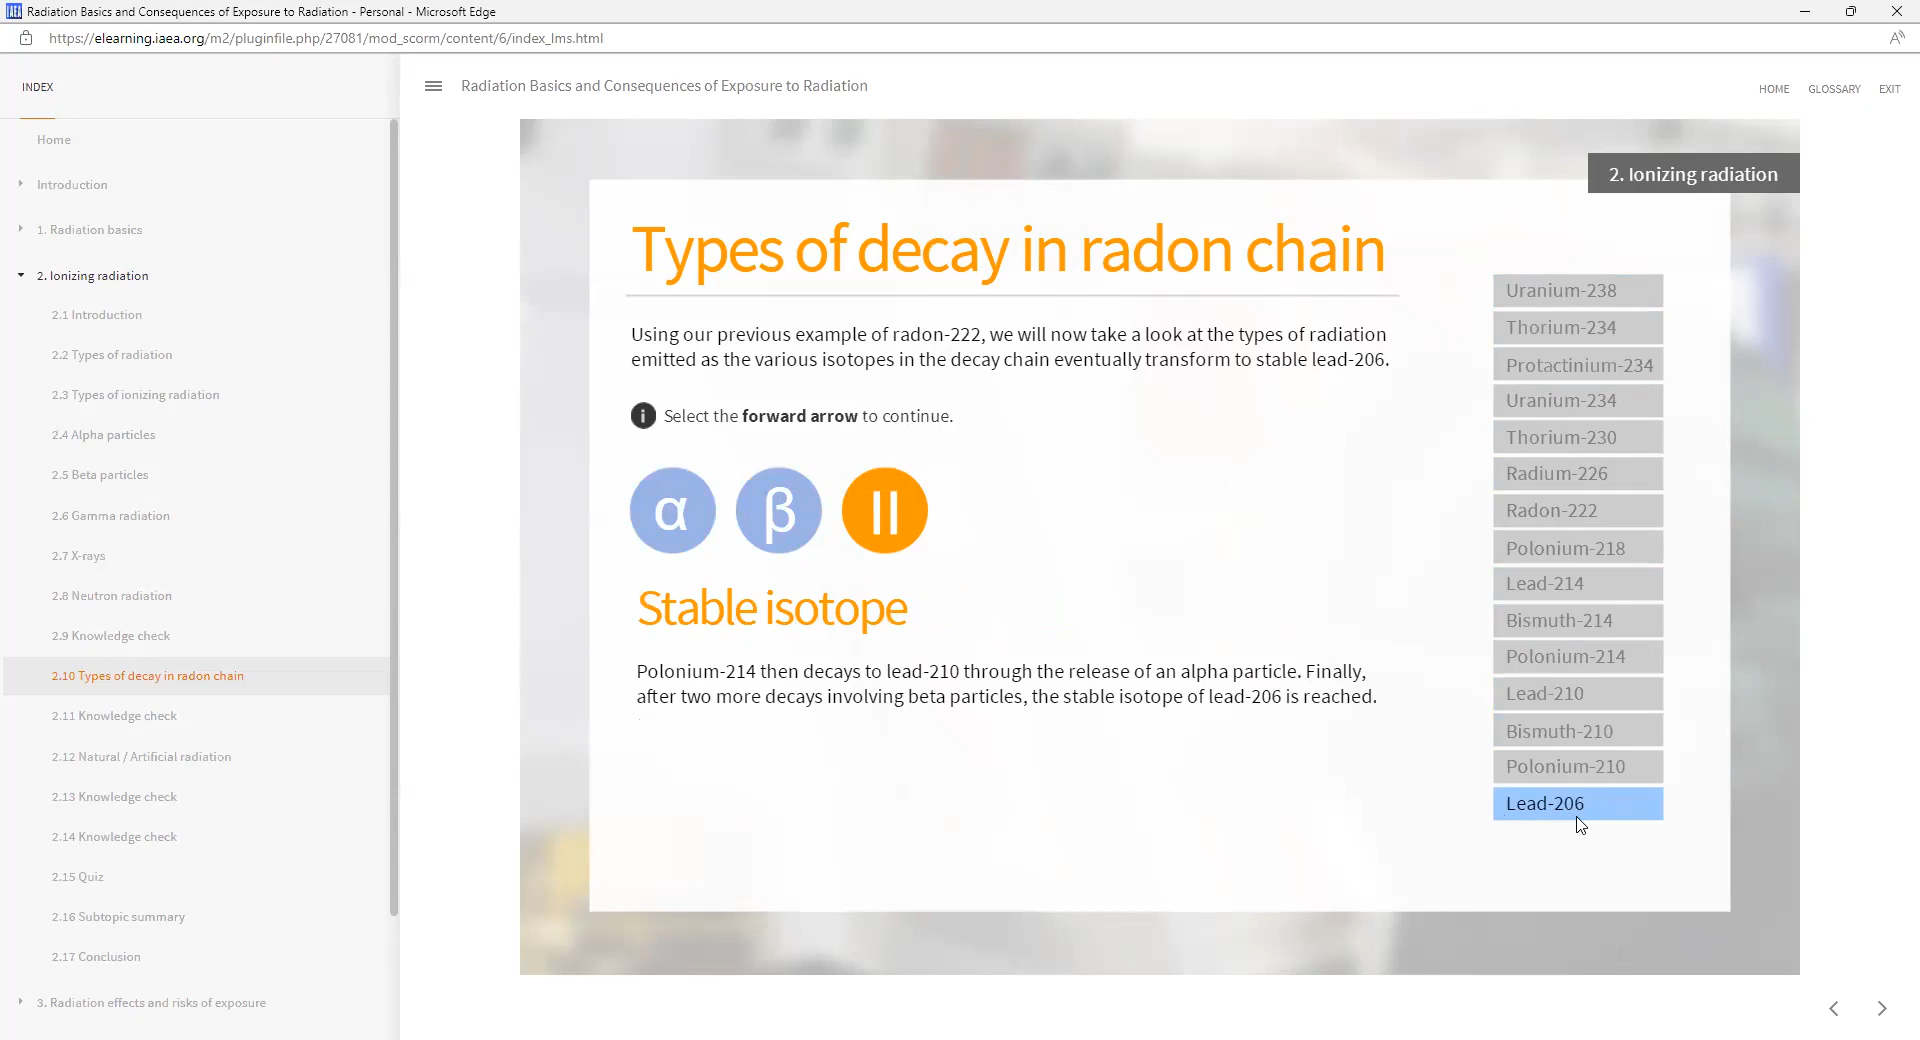 Radiation Basics and Consequences of Exposure to Radiation - Personal - Microsoft Edge
https://elearning.iaea.org/m2/pluginfile.php/27081/mod_scorm/content/6/index_lms.html
INDEX
Home
Introduction
1. Radiation basics
2. Ionizing radiation
2.1 Introduction
2.2 Types of radiation
2.3 Types of ionizing radiation
2.4 Alpha particles
2.5 Beta particles
2.6 Gamma radiation
2.7 X-rays
2.8 Neutron radiation
2.9 Knowledge check
2.10 Types of decay in radon chain
2.11 Knowledge check
2.12 Natural / Artificial radiation
2.13 Knowledge check
2.14 Knowledge check
2.15 Quiz
2.16 Subtopic summary
2.17 Conclusion
3. Radiation effects and risks of exposure
Radiation Basics and Consequences of Exposure to Radiation
HOME GLOSSARY EXIT
2. Ionizing radiation
Types of decay in radon chain
Using our previous example of radon-222, we will now take a look at the types of radiation
emitted as the various isotopes in the decay chain eventually transform to stable lead-206.
i Select the forward arrow to continue.
α β
Stable isotope
Polonium-214 then decays to lead-210 through the release of an alpha particle. Finally,
after two more decays involving beta particles, the stable isotope of lead-206 is reached.
Uranium-238
Thorium-234
Protactinium-234
Uranium-234
Thorium-230
Radium-226
Radon-222
Polonium-218
Lead-214
Bismuth-214
Polonium-214
Lead-210
Bismuth-210
Polonium-210
Lead-206